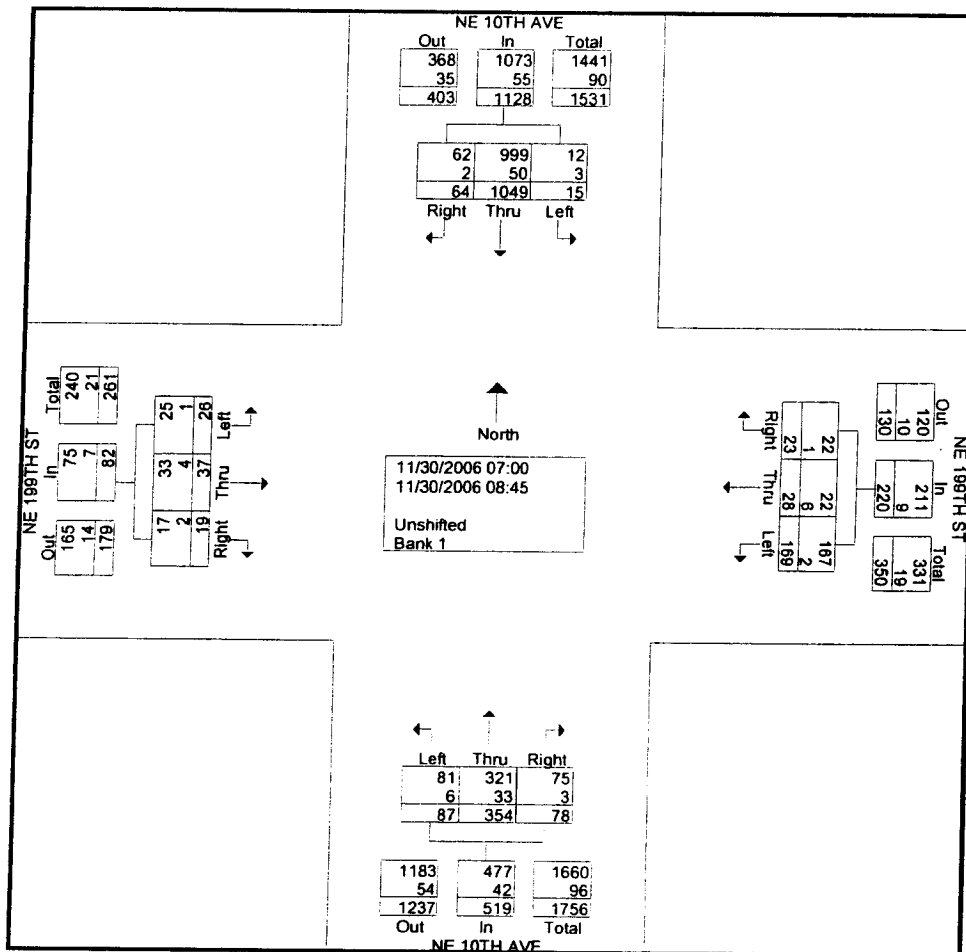 NE 10TH AVE
Out In Total
368 1073 1441
35 55 90
403 1128 1531
62 999 12
2 50 3
64 1049 15
Right Thru Left
NE 199TH ST
Total
240
21
261
In
75
7
82
Out
165
14
179
25
1
26
Left
33
4
37
Thru
17
2
19
Right
North
11/30/2006 07:00
11/30/2006 08:45
Unshifted
Bank 1
Right
22
1
23
Thru
22
6
28
Left
167
2
169
NE 199TH ST
Out
120
10
130
In
211
9
220
Total
331
19
350
Left Thru Right
81 321 75
6 33 3
87 354 78
1183 477 1660
54 42 96
1237 519 1756
Out In Total
NE 10TH AVE